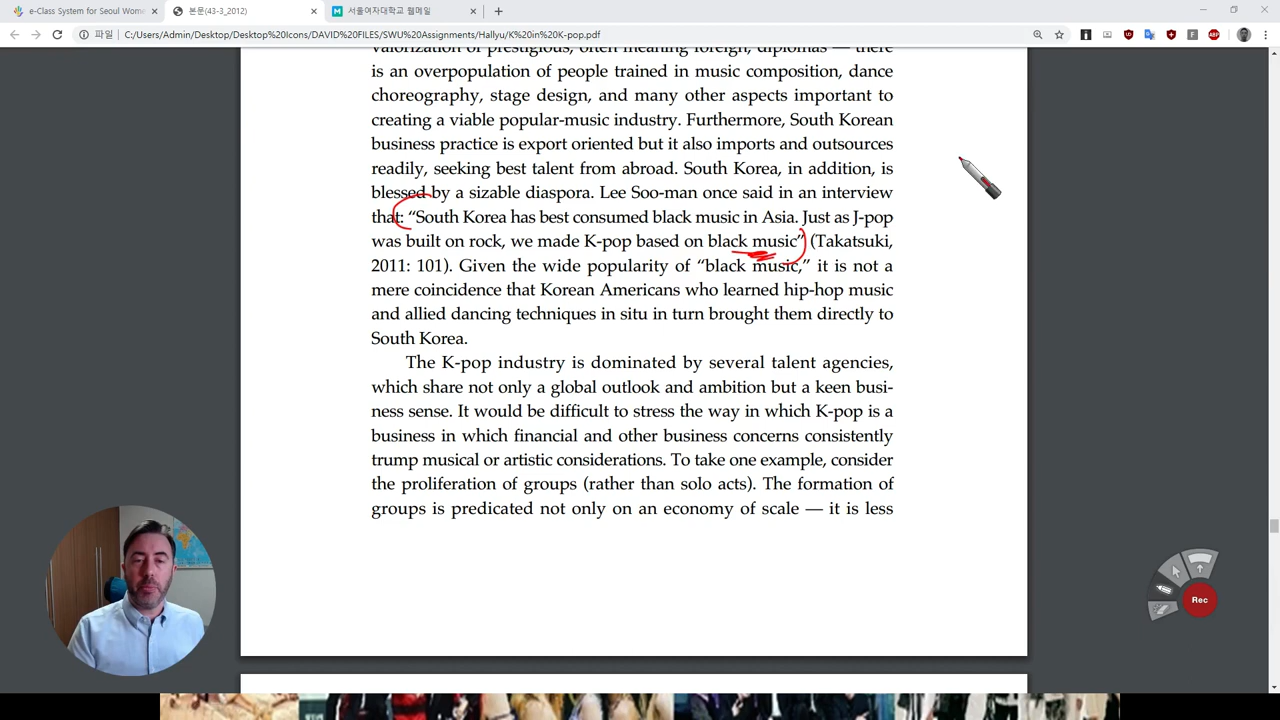 e-Class System for Seoul Wome
본문(43-3_2012)
서울여자대학교 웹메일
파일
C:/Users/Admin/Desktop/Desktop%20Icons/DAVID%20FILES/SWU%20Assignments/Hallyu/K%20in%20K-pop.pdf
valorization of prestigious, often meaning foreign, diplomas — there
is an overpopulation of people trained in music composition, dance
choreography, stage design, and many other aspects important to
creating a viable popular-music industry. Furthermore, South Korean
business practice is export oriented but it also imports and outsources
readily, seeking best talent from abroad. South Korea, in addition, is
blessed by a sizable diaspora. Lee Soo-man once said in an interview
that: “South Korea has best consumed black music in Asia. Just as J-pop
was built on rock, we made K-pop based on black music” (Takatsuki,
2011: 101). Given the wide popularity of “black music,” it is not a
mere coincidence that Korean Americans who learned hip-hop music
and allied dancing techniques in situ in turn brought them directly to
South Korea.
The K-pop industry is dominated by several talent agencies,
which share not only a global outlook and ambition but a keen busi-
ness sense. It would be difficult to stress the way in which K-pop is a
business in which financial and other business concerns consistently
trump musical or artistic considerations. To take one example, consider
the proliferation of groups (rather than solo acts). The formation of
groups is predicated not only on an economy of scale — it is less
Rec